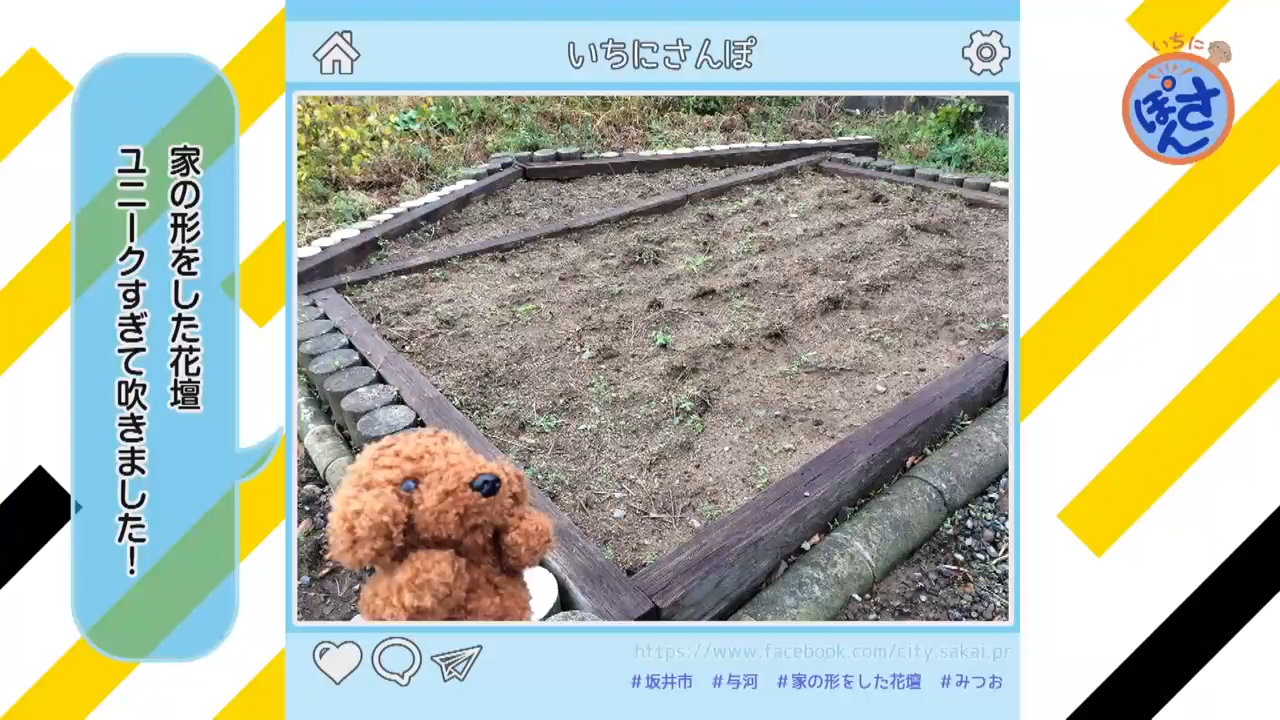 いちにさんぽ
いちに
さんぽ
家の形をした花壇
ユニークすぎて吹きました！
https://www.facebook.com/city.sakai.pr
#坂井市 #与河 #家の形をした花壇 #みつお